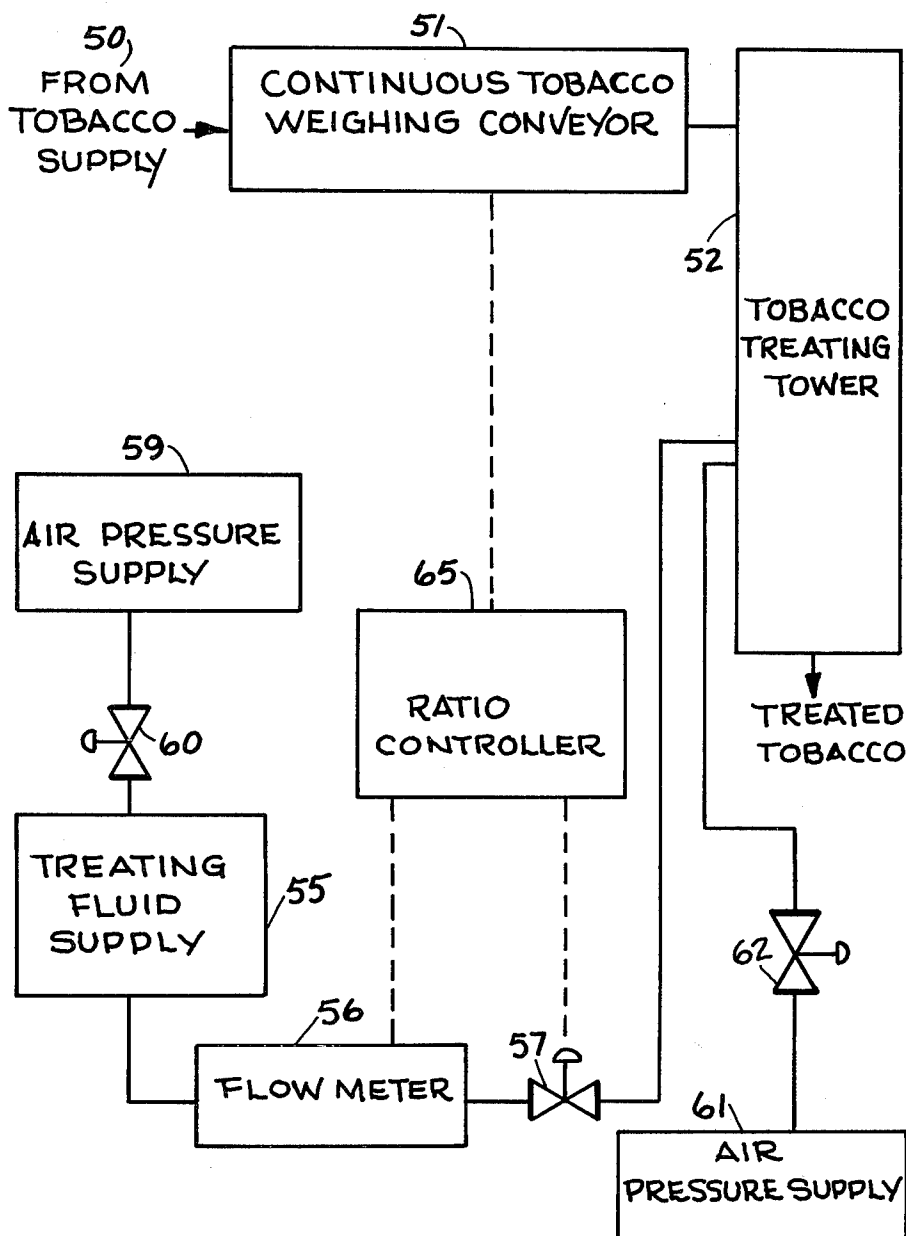 50
FROM
TOBACCO
SUPPLY
51
CONTINUOUS TOBACCO
WEIGHING CONVEYOR
52
TOBACCO
TREATING
TOWER
TREATED
TOBACCO
59
AIR PRESSURE
SUPPLY
60
TREATING
FLUID
SUPPLY
55
65
RATIO
CONTROLLER
56
FLOW METER
57
62
61
AIR
PRESSURE SUPPLY